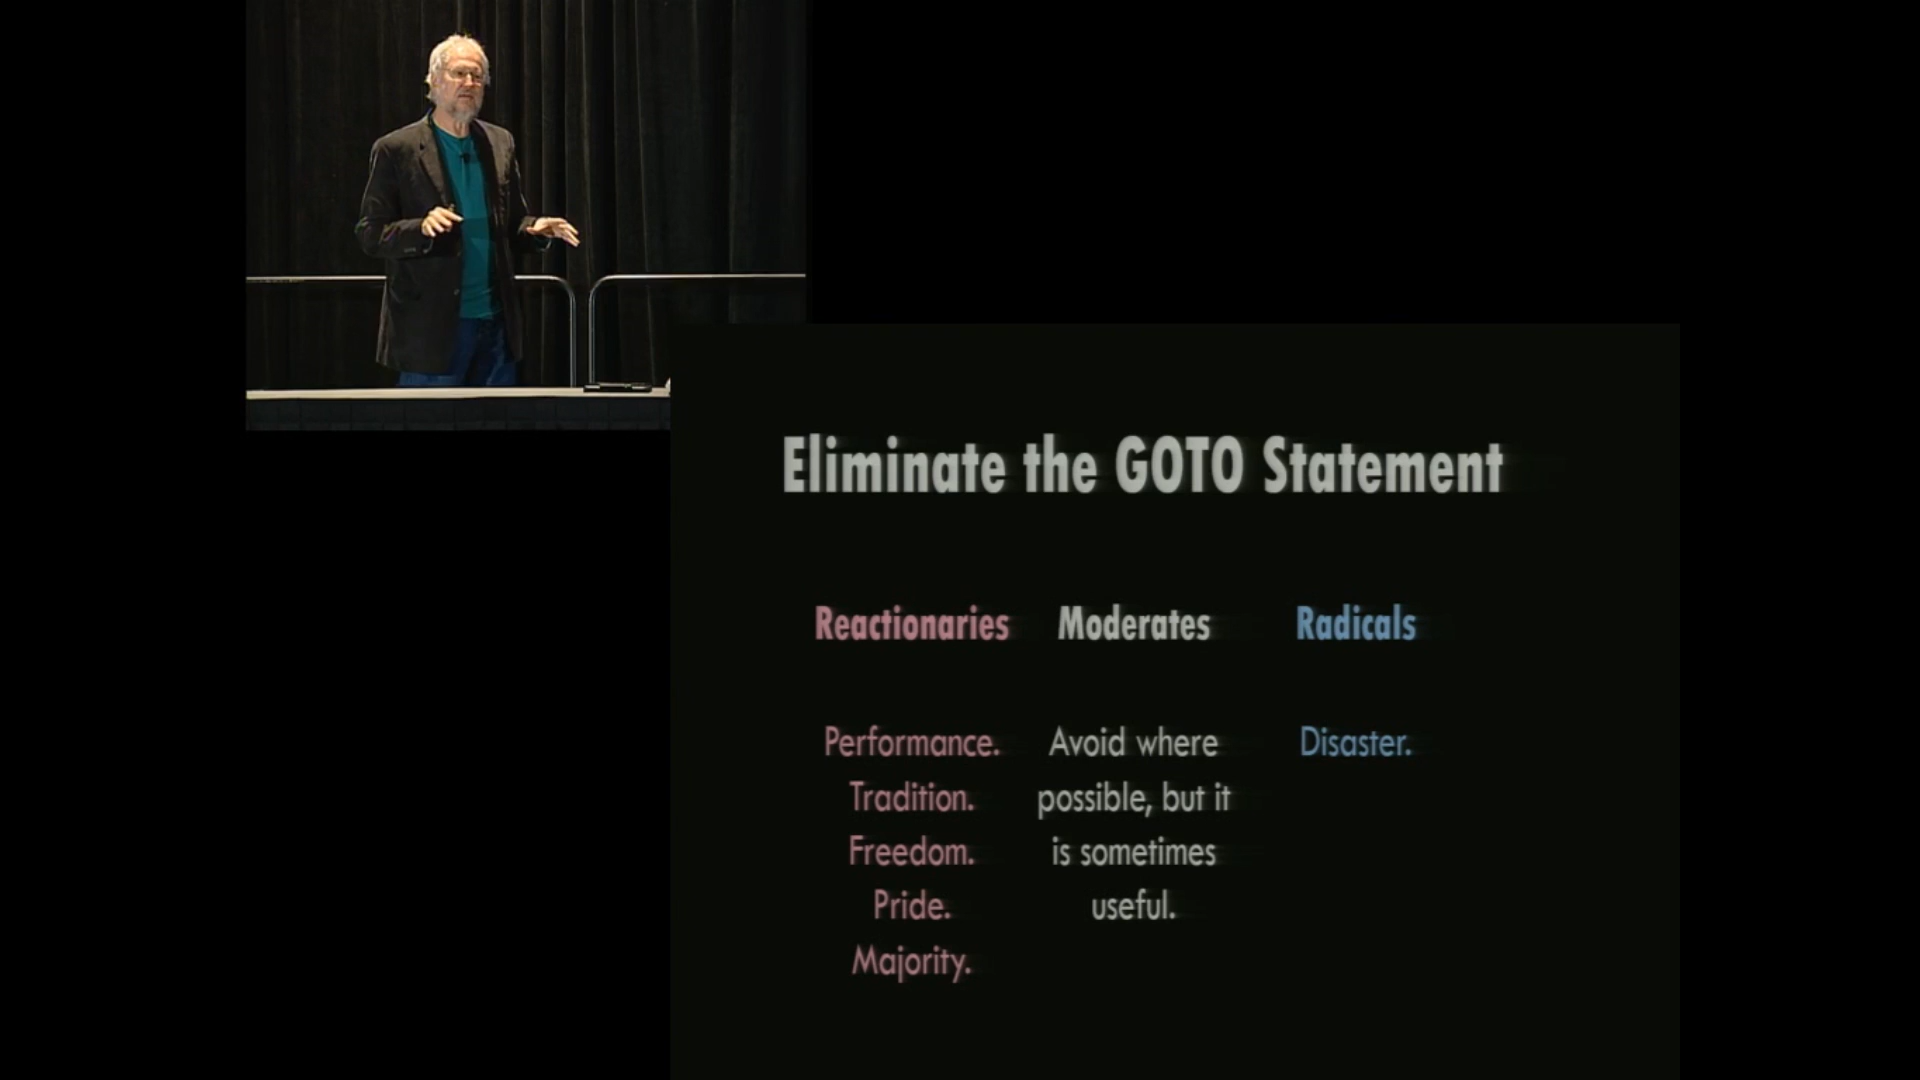 Eliminate the GOTO Statement
Reactionaries Moderates Radicals
Performance. Avoid where Disaster.
Tradition. possible, but it
Freedom. is sometimes
Pride. useful.
Majority.